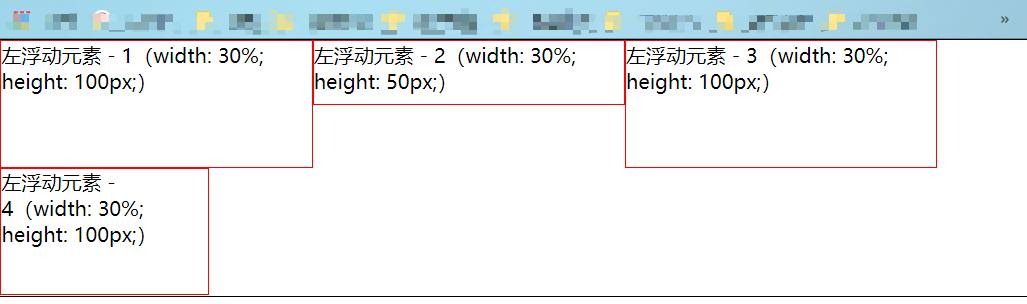 »
左浮动元素 - 1（width: 30%;
height: 100px;）
左浮动元素 - 2（width: 30%;
height: 50px;）
左浮动元素 - 3（width: 30%;
height: 100px;）
左浮动元素 -
4（width: 30%;
height: 100px;）